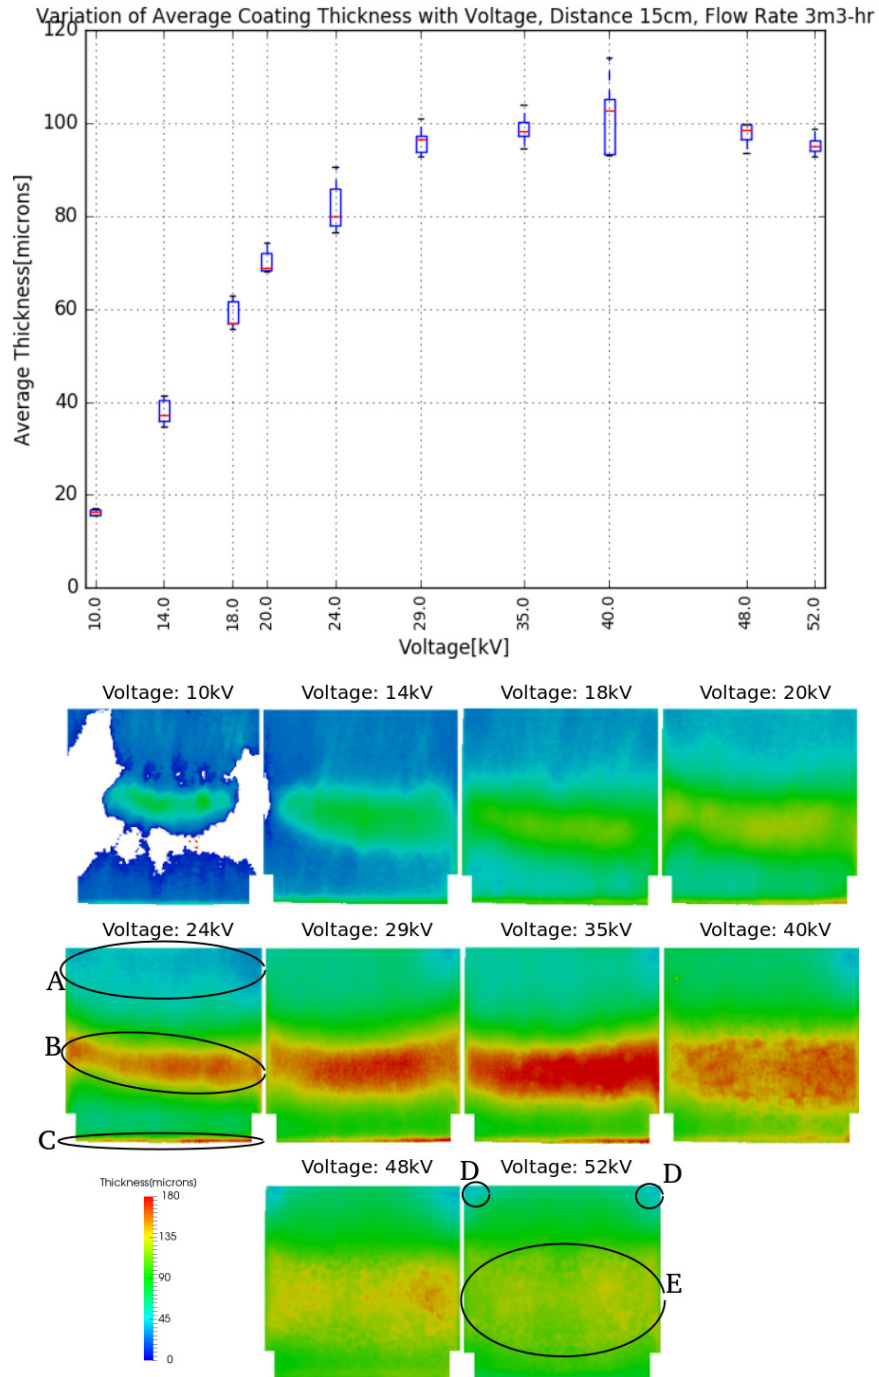 Variation of Average Coating Thickness with Voltage, Distance 15cm, Flow Rate 3m3-hr
120
100
80
60
40
20
0
Average Thickness[microns]
10.0 14.0 18.0 20.0 24.0 29.0 35.0 40.0 48.0 52.0
Voltage[kV]
Voltage: 10kV Voltage: 14kV Voltage: 18kV Voltage: 20kV
Voltage: 24kV Voltage: 29kV Voltage: 35kV Voltage: 40kV
A
B
C
Voltage: 48kV Voltage: 52kV
D D
E
Thickness(microns)
180
135
90
45
0